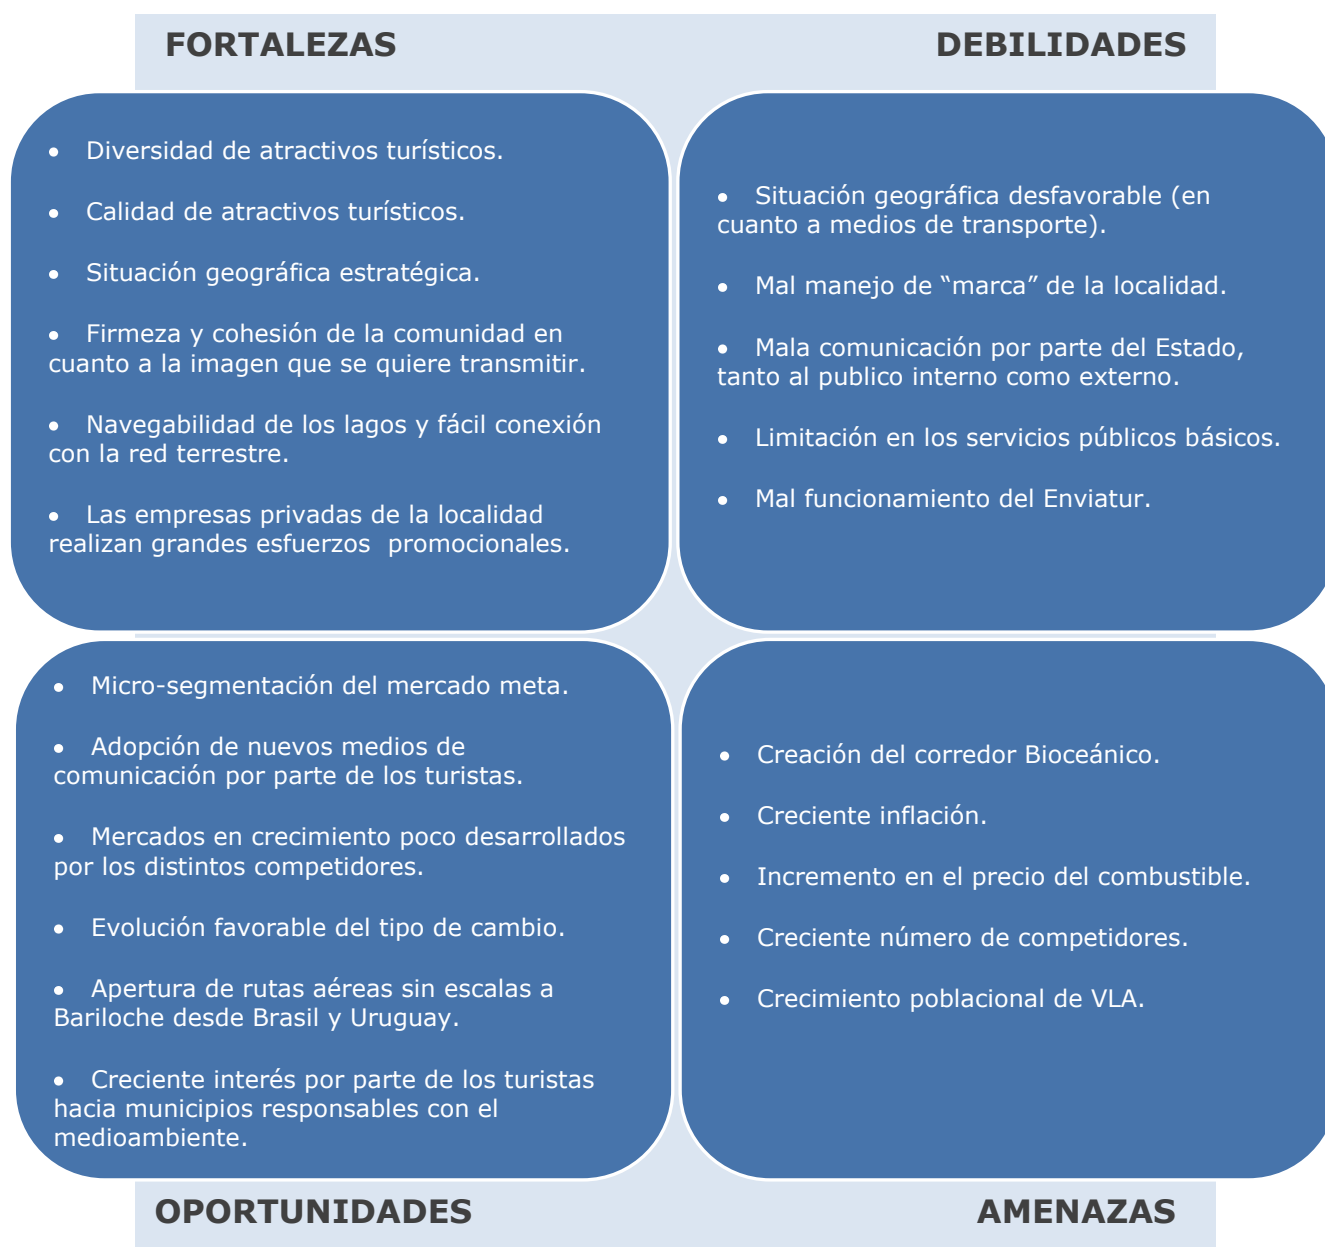 FORTALEZAS
DEBILIDADES
• Diversidad de atractivos turísticos.
• Calidad de atractivos turísticos.
• Situación geográfica estratégica.
• Firmeza y cohesión de la comunidad en
cuanto a la imagen que se quiere transmitir.
• Navegabilidad de los lagos y fácil conexión
con la red terrestre.
• Las empresas privadas de la localidad
realizan grandes esfuerzos  promocionales.
• Situación geográfica desfavorable (en
cuanto a medios de transporte).
• Mal manejo de “marca” de la localidad.
• Mala comunicación por parte del Estado,
tanto al publico interno como externo.
• Limitación en los servicios públicos básicos.
• Mal funcionamiento del Enviatur.
• Micro-segmentación del mercado meta.
• Adopción de nuevos medios de
comunicación por parte de los turistas.
• Mercados en crecimiento poco desarrollados
por los distintos competidores.
• Evolución favorable del tipo de cambio.
• Apertura de rutas aéreas sin escalas a
Bariloche desde Brasil y Uruguay.
• Creciente interés por parte de los turistas
hacia municipios responsables con el
medioambiente.
• Creación del corredor Bioceánico.
• Creciente inflación.
• Incremento en el precio del combustible.
• Creciente número de competidores.
• Crecimiento poblacional de VLA.
OPORTUNIDADES
AMENAZAS